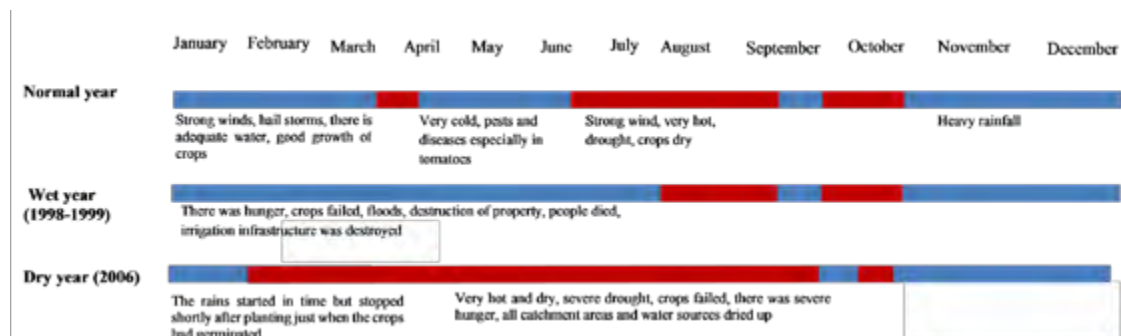 January February March April May June July August September October November December
Normal year
Strong winds, hail storms, there is
adequate water, good growth of
crops
Very cold, pests and
diseases especially in
tomatoes
Strong wind, very hot,
drought, crops dry
Heavy rainfall
Wet year
(1998-1999)
There was hunger, crops failed, floods, destruction of property, people died,
irrigation infrastructure was destroyed
Dry year (2006)
The rains started in time but stopped
shortly after planting just when the crops
had germinated
Very hot and dry, severe drought, crops failed, there was severe
hunger, all catchment areas and water sources dried up